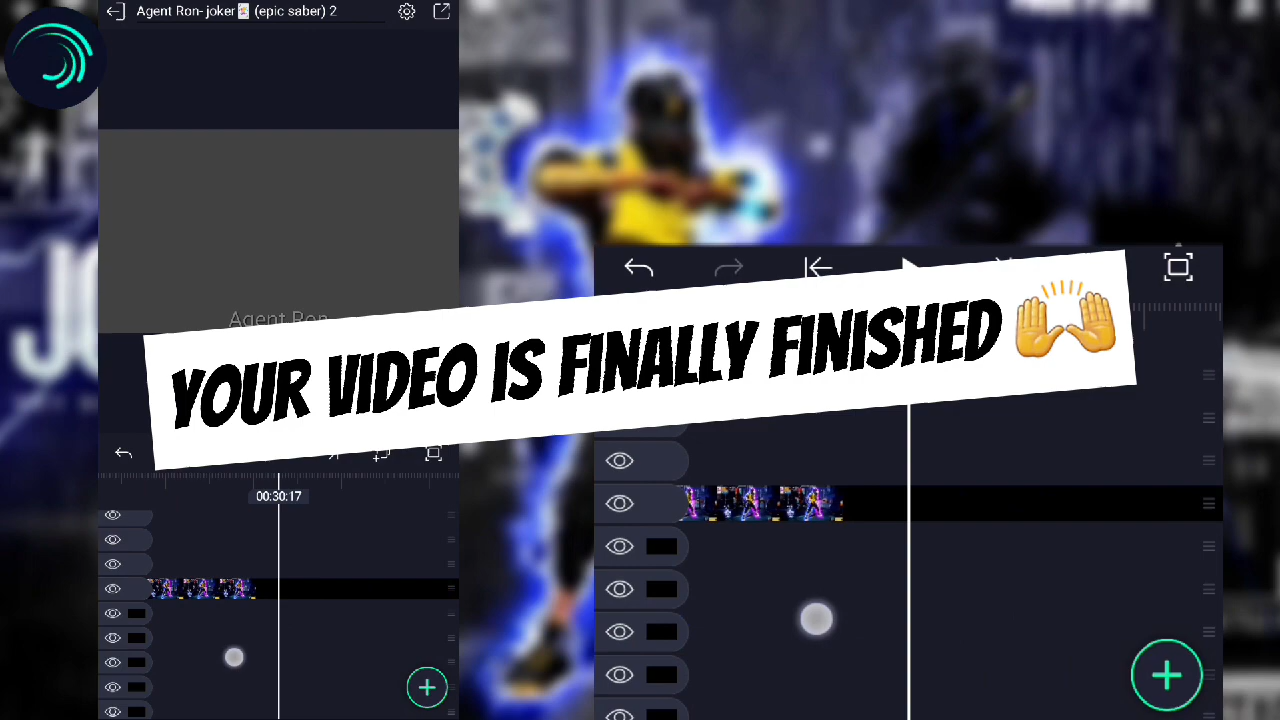 Agent Ron- joker🃏 (epic saber) 2
Agent Ron
YOUR VIDEO IS FINALLY FINISHED 🙌
00:30:17